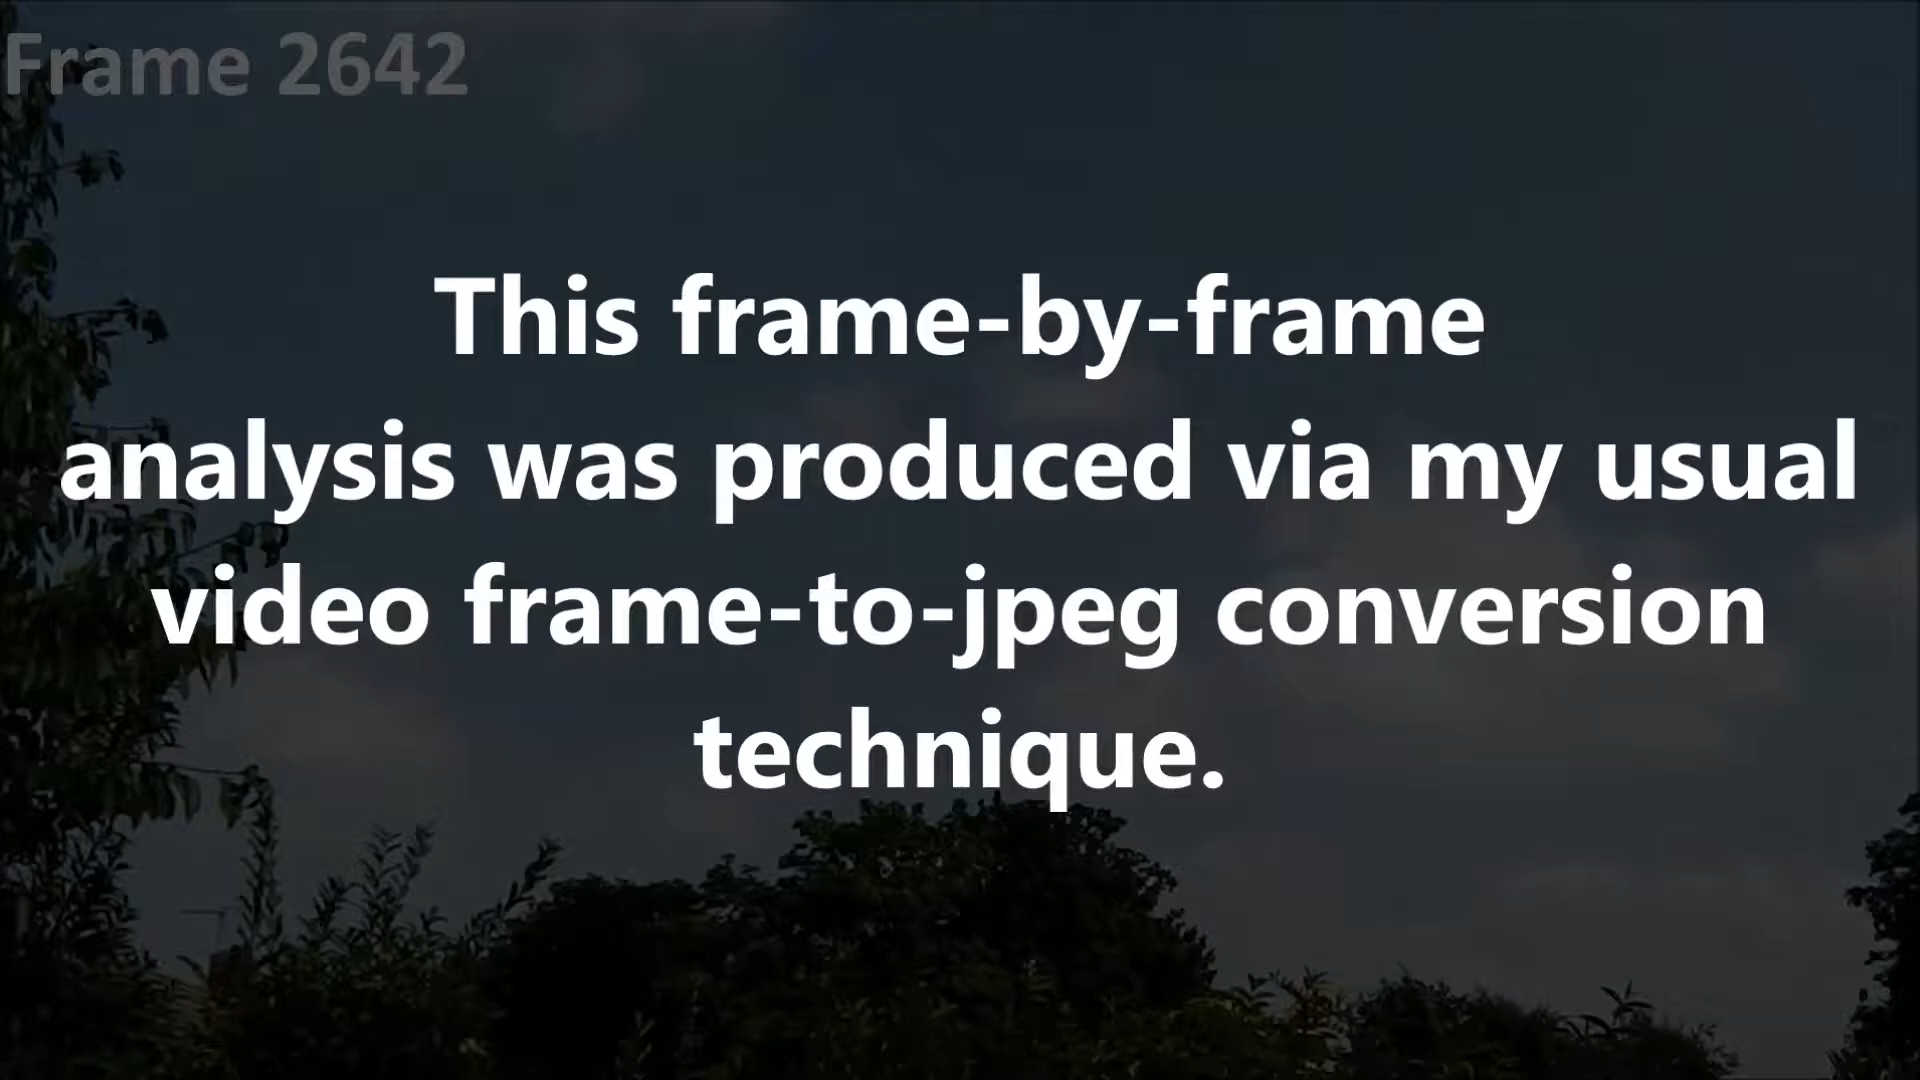 Frame 2642
This frame-by-frame
analysis was produced via my usual
video frame-to-jpeg conversion
technique.